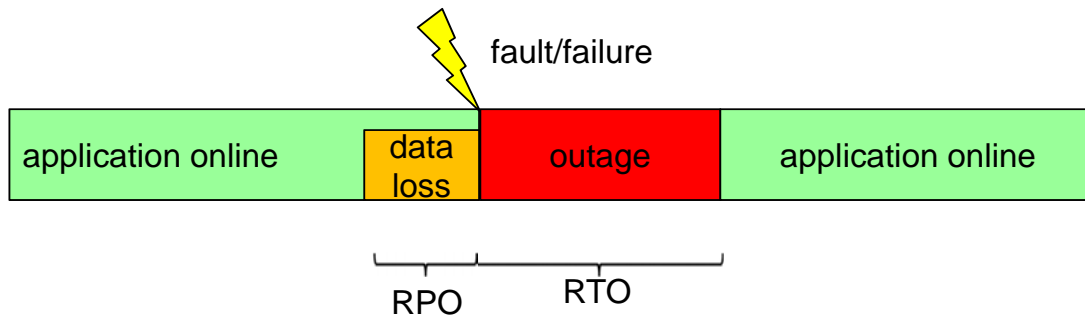 fault/failure
application online
data
loss
outage
application online
RPO
RTO